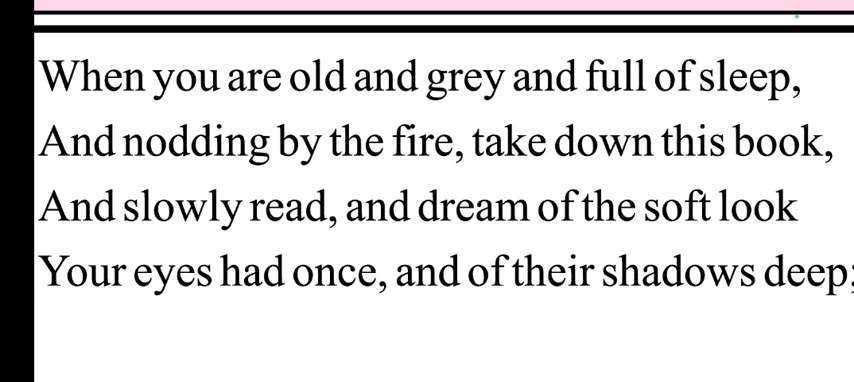 When you are old and grey and full of sleep,
And nodding by the fire, take down this book,
And slowly read, and dream of the soft look
Your eyes had once, and of their shadows deep;